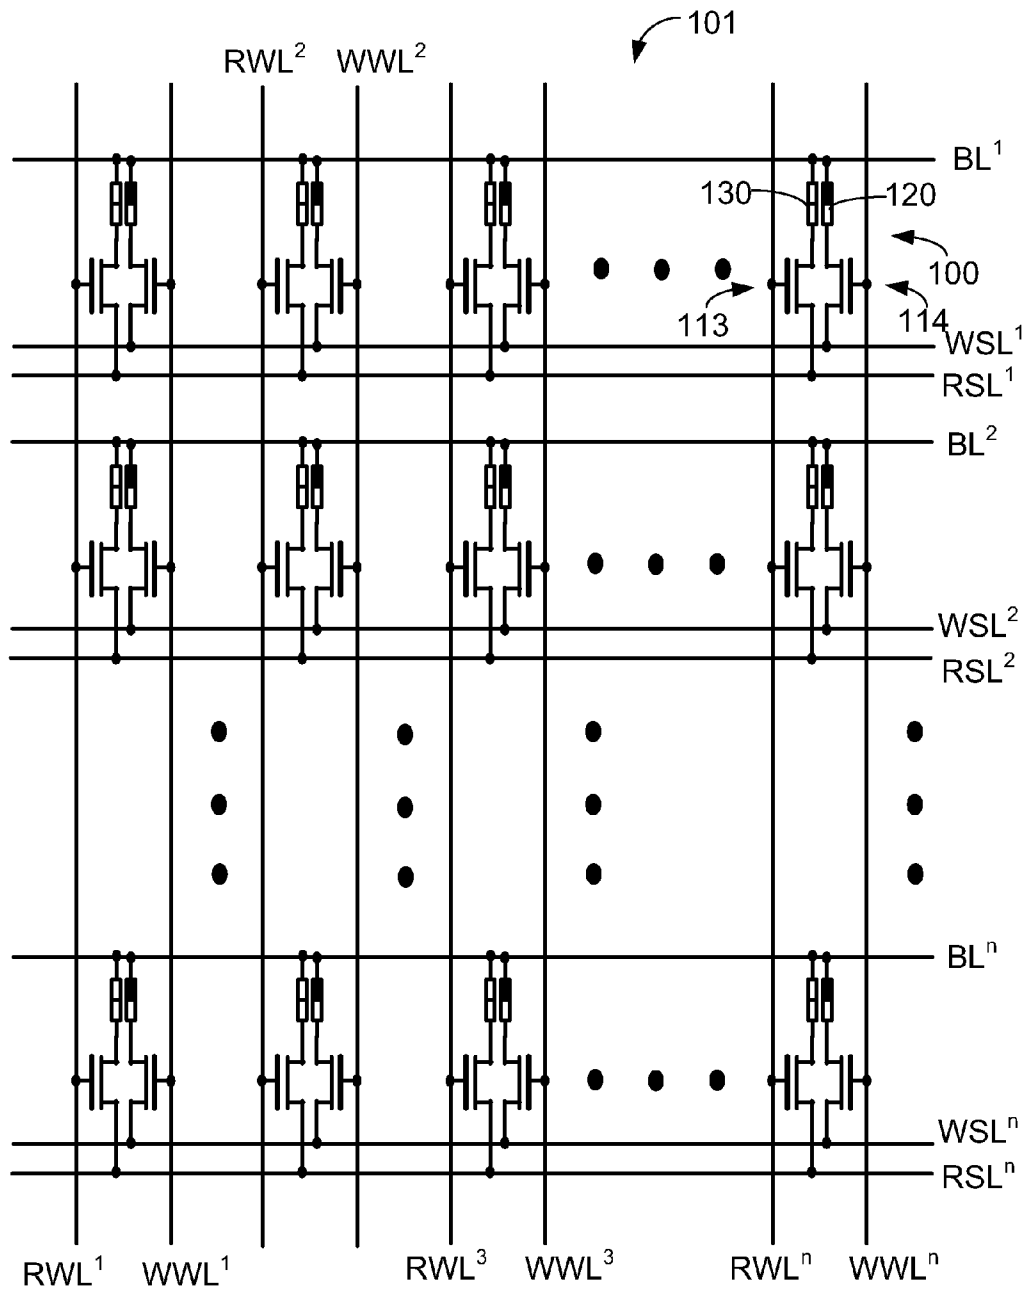 101
RWL² WWL²
BL¹
130 120
100
113 114
WSL¹
RSL¹
BL²
WSL²
RSL²
BLⁿ
WSLⁿ
RSLⁿ
RWL¹ WWL¹ RWL³ WWL³ RWLⁿ WWLⁿ